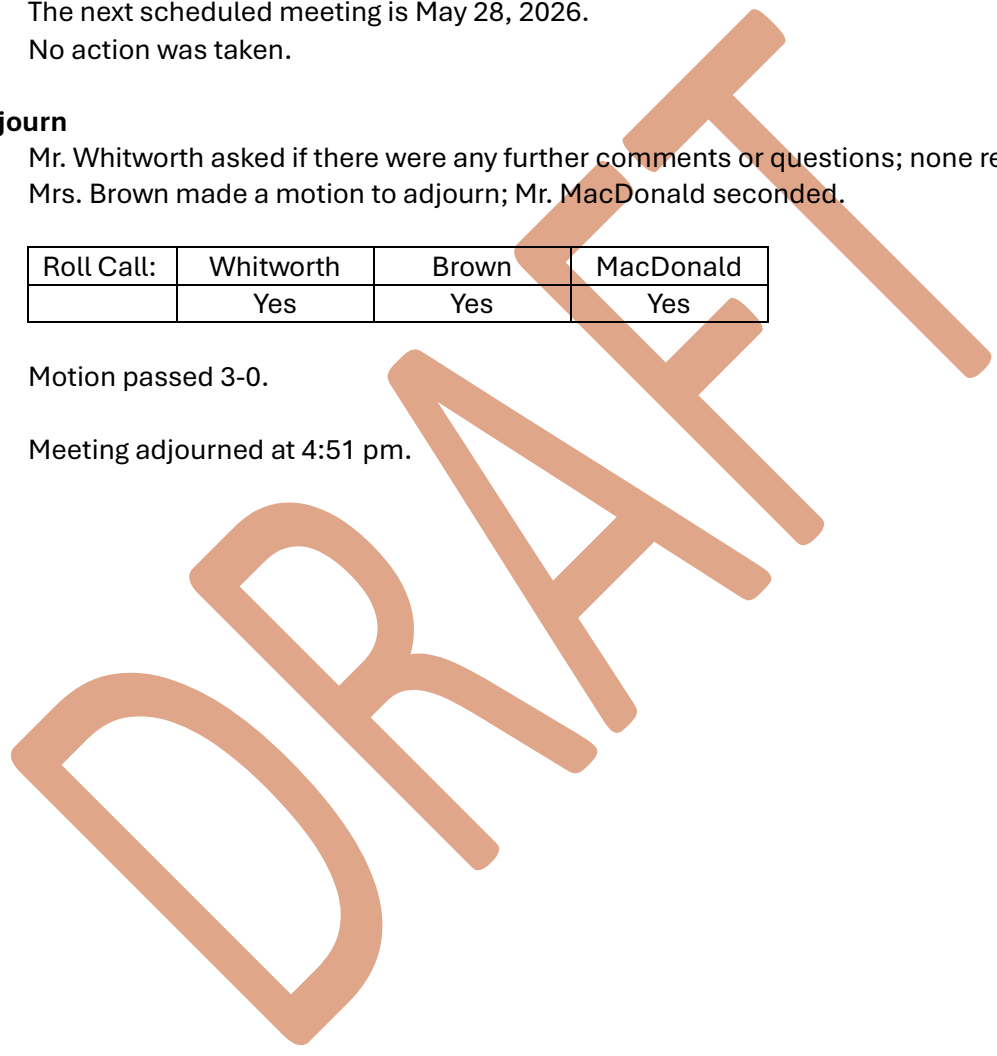 The next scheduled meeting is May 28, 2026.
No action was taken.
journ
Mr. Whitworth asked if there were any further comments or questions; none re
Mrs. Brown made a motion to adjourn; Mr. MacDonald seconded.
Roll Call: Whitworth Brown MacDonald
Yes Yes Yes
Motion passed 3-0.
Meeting adjourned at 4:51 pm.
DRAFT